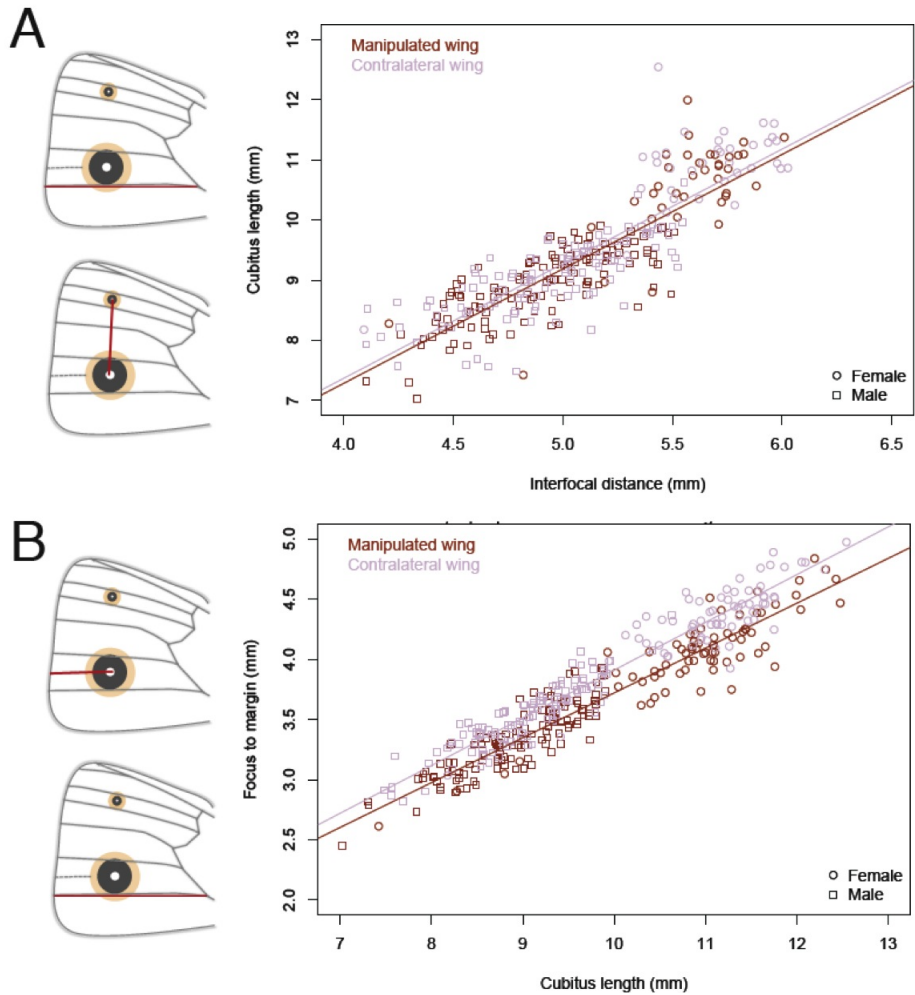 A
Manipulated wing
Contralateral wing
13
12
11
10
9
8
7
Cubitus length (mm)
Female
Male
4.0 4.5 5.0 5.5 6.0 6.5
Interfocal distance (mm)
B
Manipulated wing
Contralateral wing
5.0
4.5
4.0
3.5
3.0
2.5
2.0
Focus to margin (mm)
Female
Male
7 8 9 10 11 12 13
Cubitus length (mm)